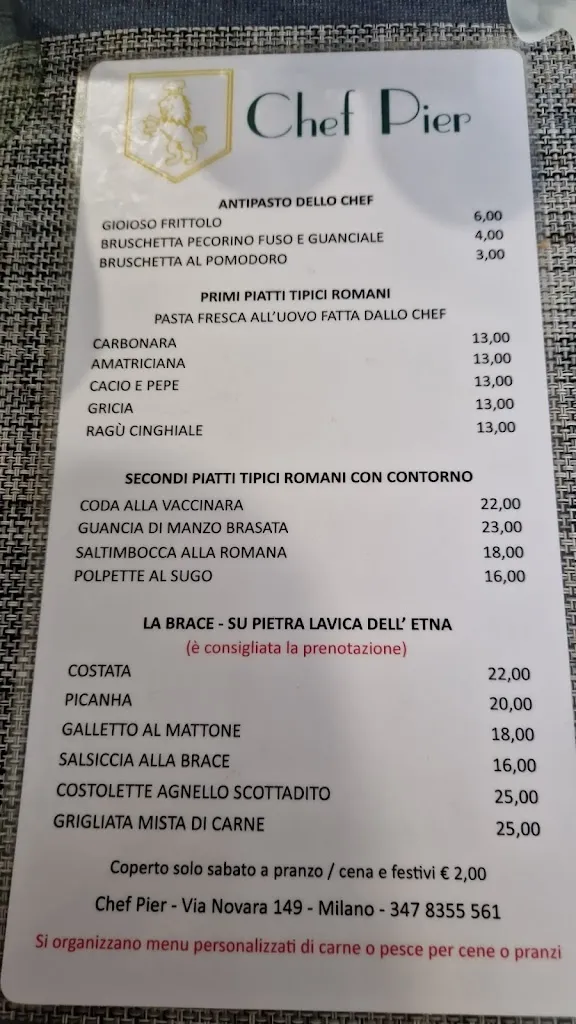 Chef Pier
ANTIPASTO DELLO CHEF
GIOIOSO FRITTOLO 6,00
BRUSCHETTA PECORINO FUSO E GUANCIALE 4,00
BRUSCHETTA AL POMODORO 3,00
PRIMI PIATTI TIPICI ROMANI
PASTA FRESCA ALL'UOVO FATTA DALLO CHEF
CARBONARA 13,00
AMATRICIANA 13,00
CACIO E PEPE 13,00
GRICIA 13,00
RAGÙ CINGHIALE 13,00
SECONDI PIATTI TIPICI ROMANI CON CONTORNO
CODA ALLA VACCINARA 22,00
GUANCIA DI MANZO BRASATA 23,00
SALTIMBOCCA ALLA ROMANA 18,00
POLPETTE AL SUGO 16,00
LA BRACE - SU PIETRA LAVICA DELL' ETNA
(è consigliata la prenotazione)
COSTATA 22,00
PICANHA 20,00
GALLETTO AL MATTONE 18,00
SALSICCIA ALLA BRACE 16,00
COSTOLETTE AGNELLO SCOTTADITO 25,00
GRIGLIATA MISTA DI CARNE 25,00
Coperto solo sabato a pranzo / cena e festivi € 2,00
Chef Pier - Via Novara 149 - Milano - 347 8355 561
Si organizzano menu personalizzati di carne o pesce per cene o pranzi